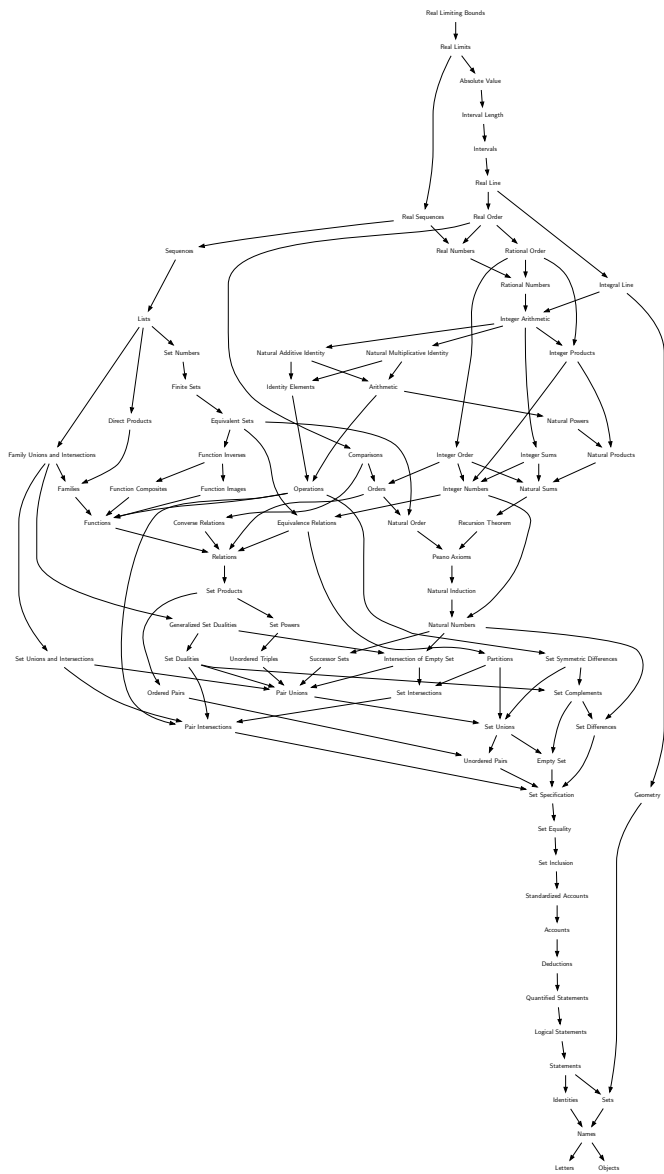 Real Limiting Bounds
Real Limits
Absolute Value
Interval Length
Intervals
Real Line
Real Sequences Real Order
Sequences Real Numbers Rational Order
Rational Numbers Integral Line
Lists Integer Arithmetic
Set Numbers Natural Additive Identity Natural Multiplicative Identity Integer Products
Finite Sets Identity Elements Arithmetic
Direct Products Equivalent Sets Natural Powers
Family Unions and Intersections Function Inverses Comparisons Integer Order Integer Sums Natural Products
Families Function Composites Function Images Operations Orders Integer Numbers Natural Sums
Functions Converse Relations Equivalence Relations Natural Order Recursion Theorem
Relations Peano Axioms
Set Products Natural Induction
Generalized Set Dualities Set Powers Natural Numbers
Set Unions and Intersections Set Dualities Unordered Triples Successor Sets Intersection of Empty Set Partitions Set Symmetric Differences
Ordered Pairs Pair Unions Set Intersections Set Complements
Pair Intersections Set Unions Set Differences
Unordered Pairs Empty Set
Set Specification Geometry
Set Equality
Set Inclusion
Standardized Accounts
Accounts
Deductions
Quantified Statements
Logical Statements
Statements
Identities Sets
Names
Letters Objects